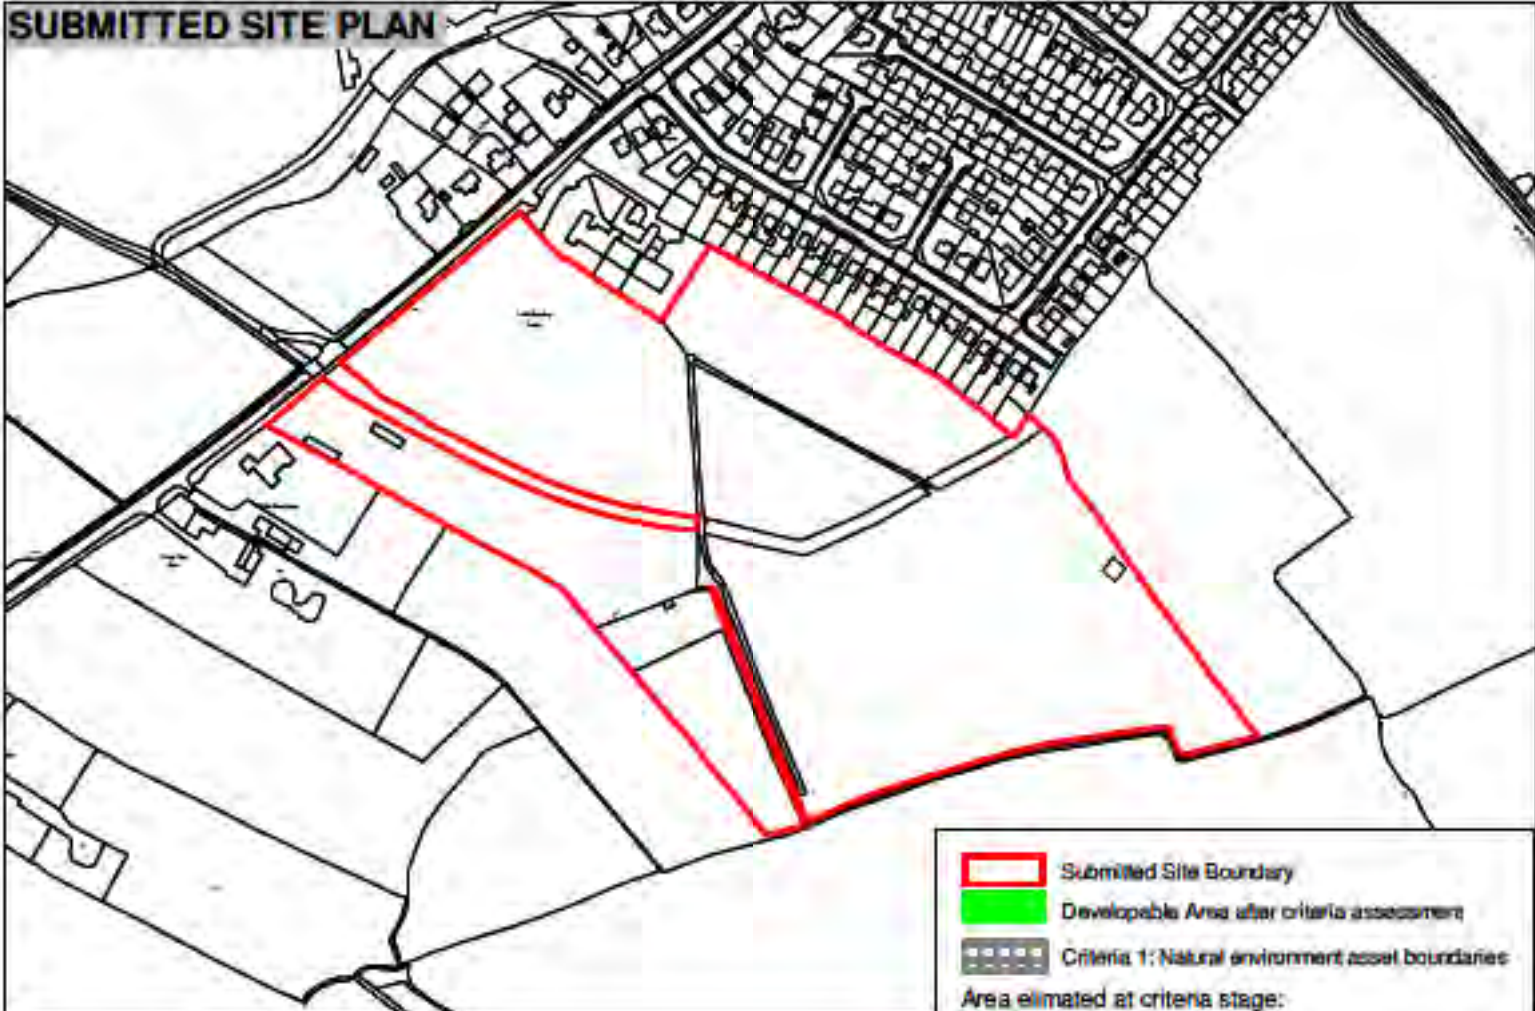 SUBMITTED SITE PLAN
Submitted Site Boundary
Developable Area after criteria assessment
Criteria 1: Natural environment asset boundaries
Area elimated at criteria stage: